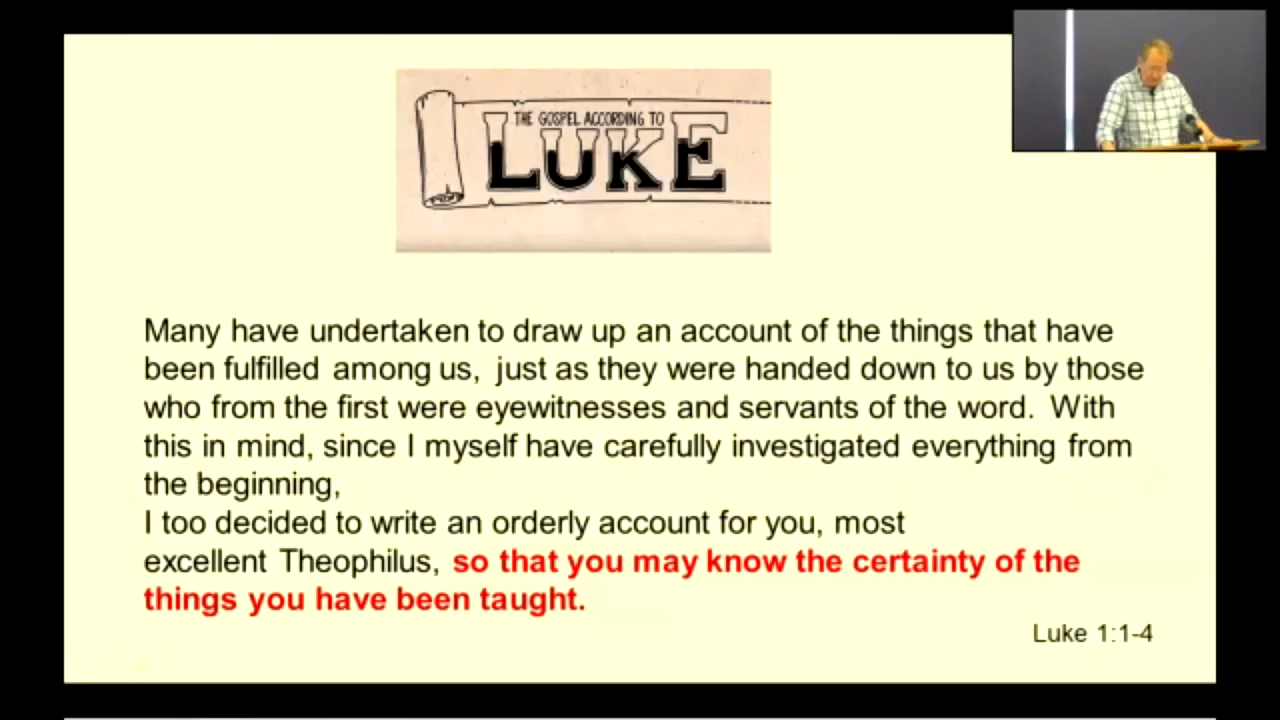 THE GOSPEL ACCORDING TO
LUKE
Many have undertaken to draw up an account of the things that have
been fulfilled among us, just as they were handed down to us by those
who from the first were eyewitnesses and servants of the word. With
this in mind, since I myself have carefully investigated everything from
the beginning,
I too decided to write an orderly account for you, most
excellent Theophilus, so that you may know the certainty of the
things you have been taught.
Luke 1:1-4